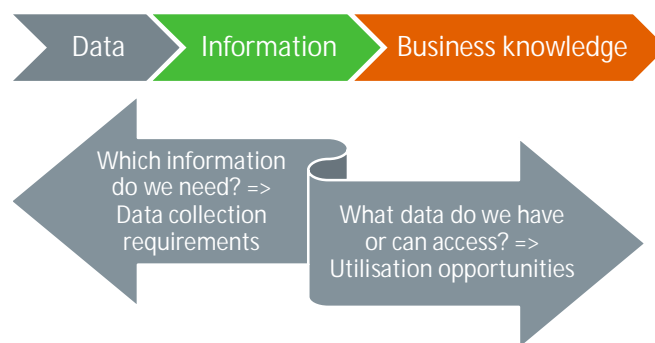 Data
Information
Business knowledge
Which information
do we need? =>
Data collection
requirements
What data do we have
or can access? =>
Utilisation opportunities